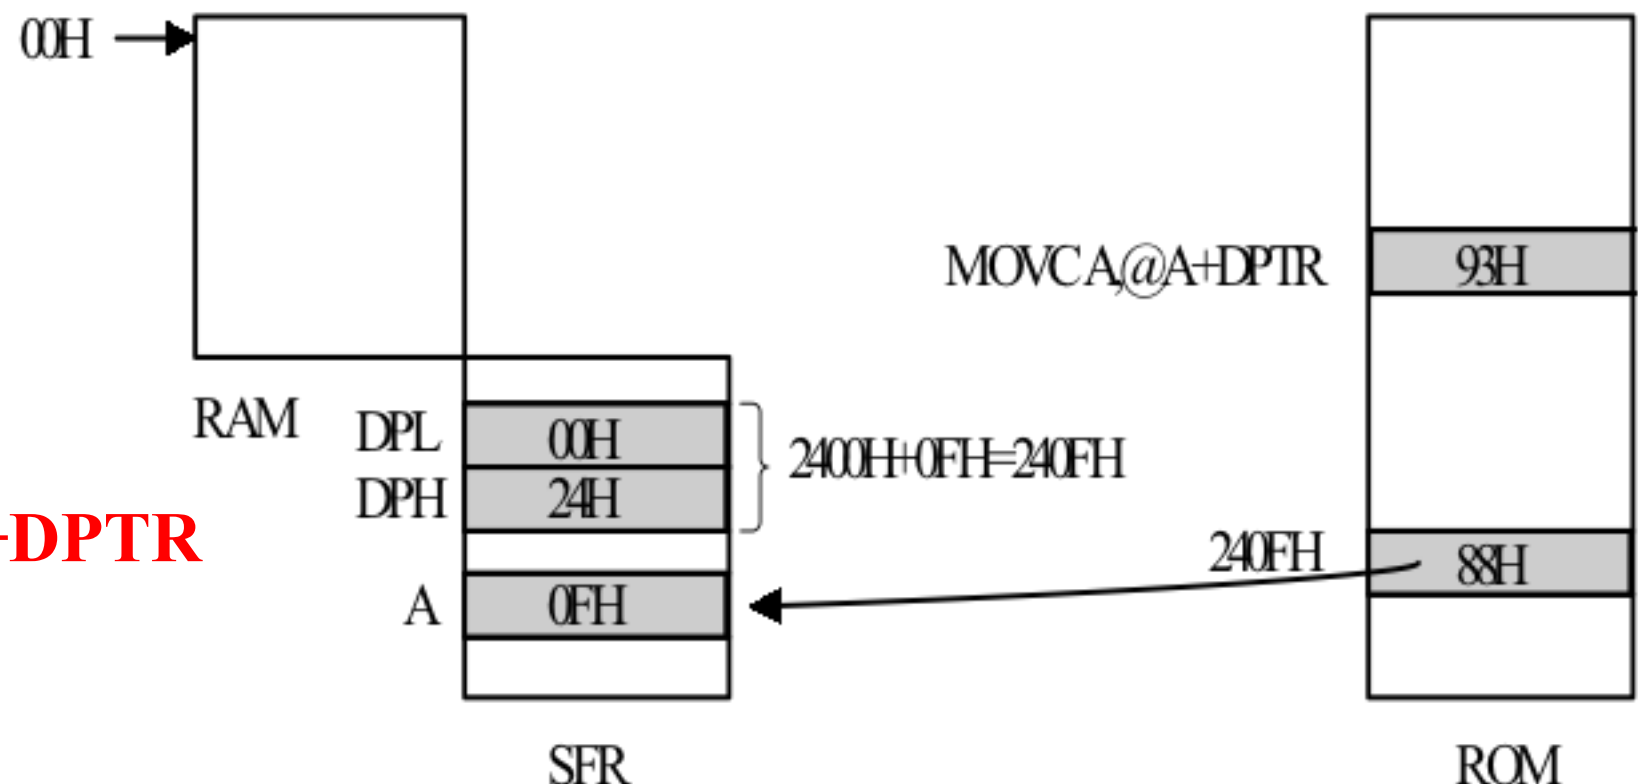 00H
MOVC A,@A+DPTR
93H
RAM
DPL
00H
DPH
24H
2400H+0FH=240FH
+DPTR
240FH
88H
A
0FH
SFR
ROM